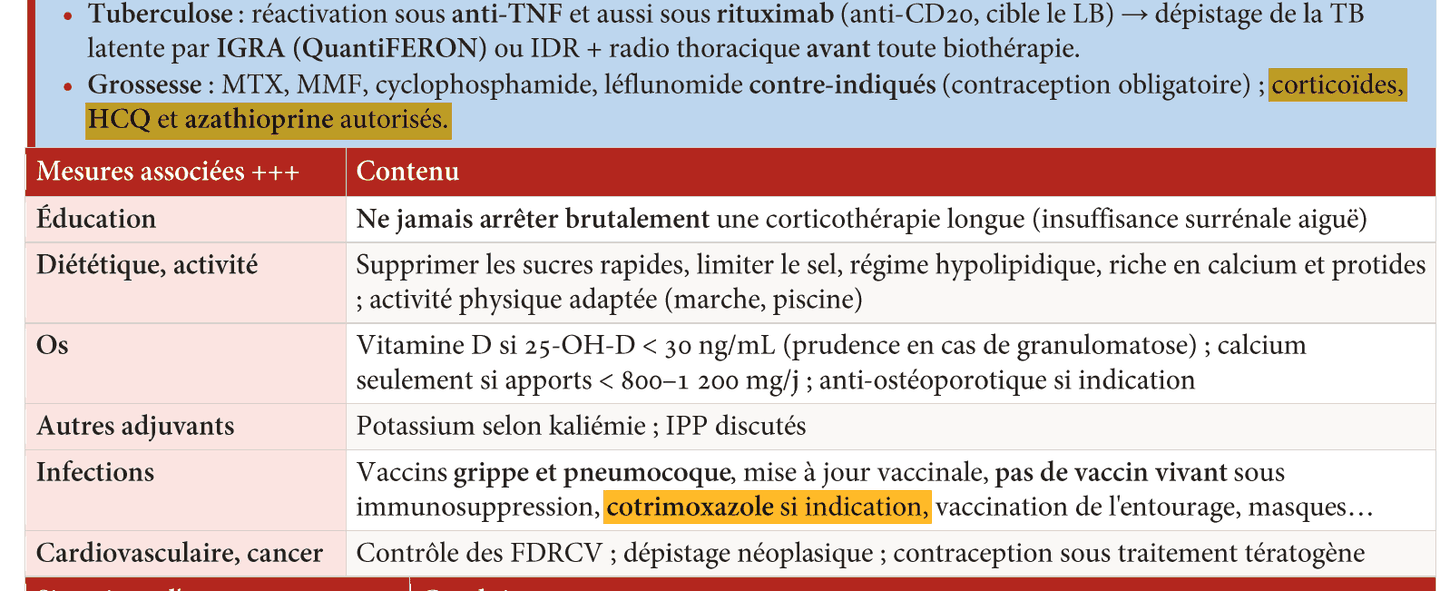 • Tuberculose : réactivation sous anti-TNF et aussi sous rituximab (anti-CD20, cible le LB) → dépistage de la TB
latente par IGRA (QuantiFERON) ou IDR + radio thoracique avant toute biothérapie.
• Grossesse : MTX, MMF, cyclophosphamide, léflunomide contre-indiqués (contraception obligatoire) ; corticoïdes,
HCQ et azathioprine autorisés.
Mesures associées +++ Contenu
Éducation Ne jamais arrêter brutalement une corticothérapie longue (insuffisance surrénale aiguë)
Diététique, activité Supprimer les sucres rapides, limiter le sel, régime hypolipidique, riche en calcium et protides
; activité physique adaptée (marche, piscine)
Os Vitamine D si 25-OH-D < 30 ng/mL (prudence en cas de granulomatose) ; calcium
seulement si apports < 800–1 200 mg/j ; anti-ostéoporotique si indication
Autres adjuvants Potassium selon kaliémie ; IPP discutés
Infections Vaccins grippe et pneumocoque, mise à jour vaccinale, pas de vaccin vivant sous
immunosuppression, cotrimoxazole si indication, vaccination de l'entourage, masques…
Cardiovasculaire, cancer Contrôle des FDRCV ; dépistage néoplasique ; contraception sous traitement tératogène